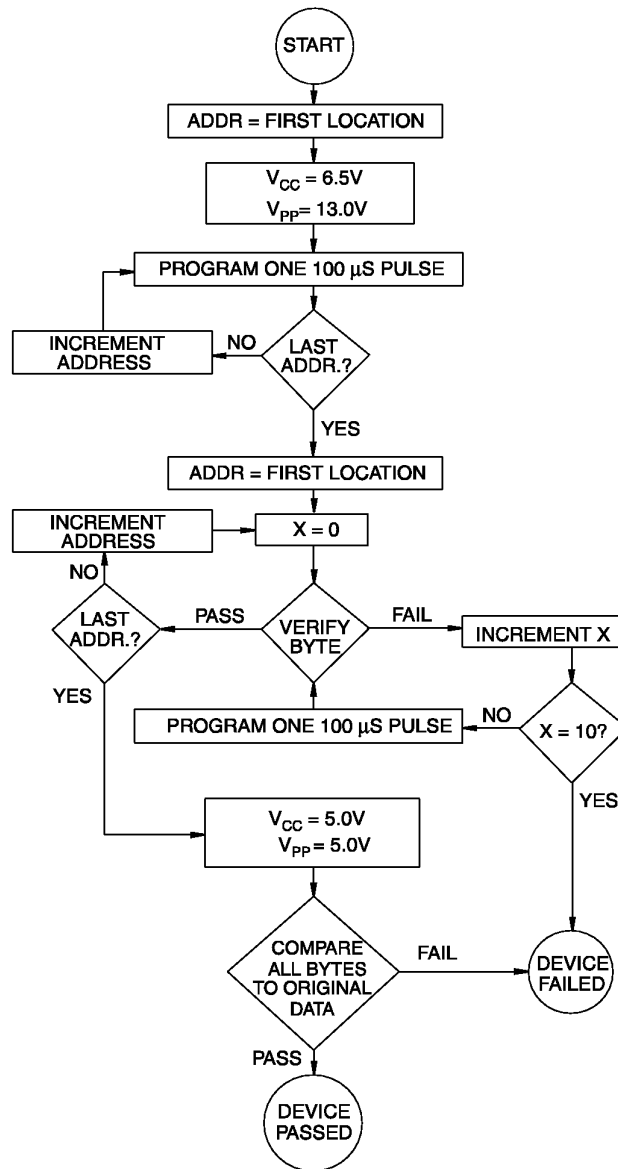 START
ADDR = FIRST LOCATION
V_CC = 6.5V
V_PP = 13.0V
PROGRAM ONE 100 μS PULSE
INCREMENT
ADDRESS
NO
LAST
ADDR.?
YES
ADDR = FIRST LOCATION
INCREMENT
ADDRESS
X = 0
NO
LAST
ADDR.?
PASS
VERIFY
BYTE
FAIL
INCREMENT X
YES
PROGRAM ONE 100 μS PULSE
NO
X = 10?
YES
V_CC = 5.0V
V_PP = 5.0V
COMPARE
ALL BYTES
TO ORIGINAL
DATA
FAIL
DEVICE
FAILED
PASS
DEVICE
PASSED